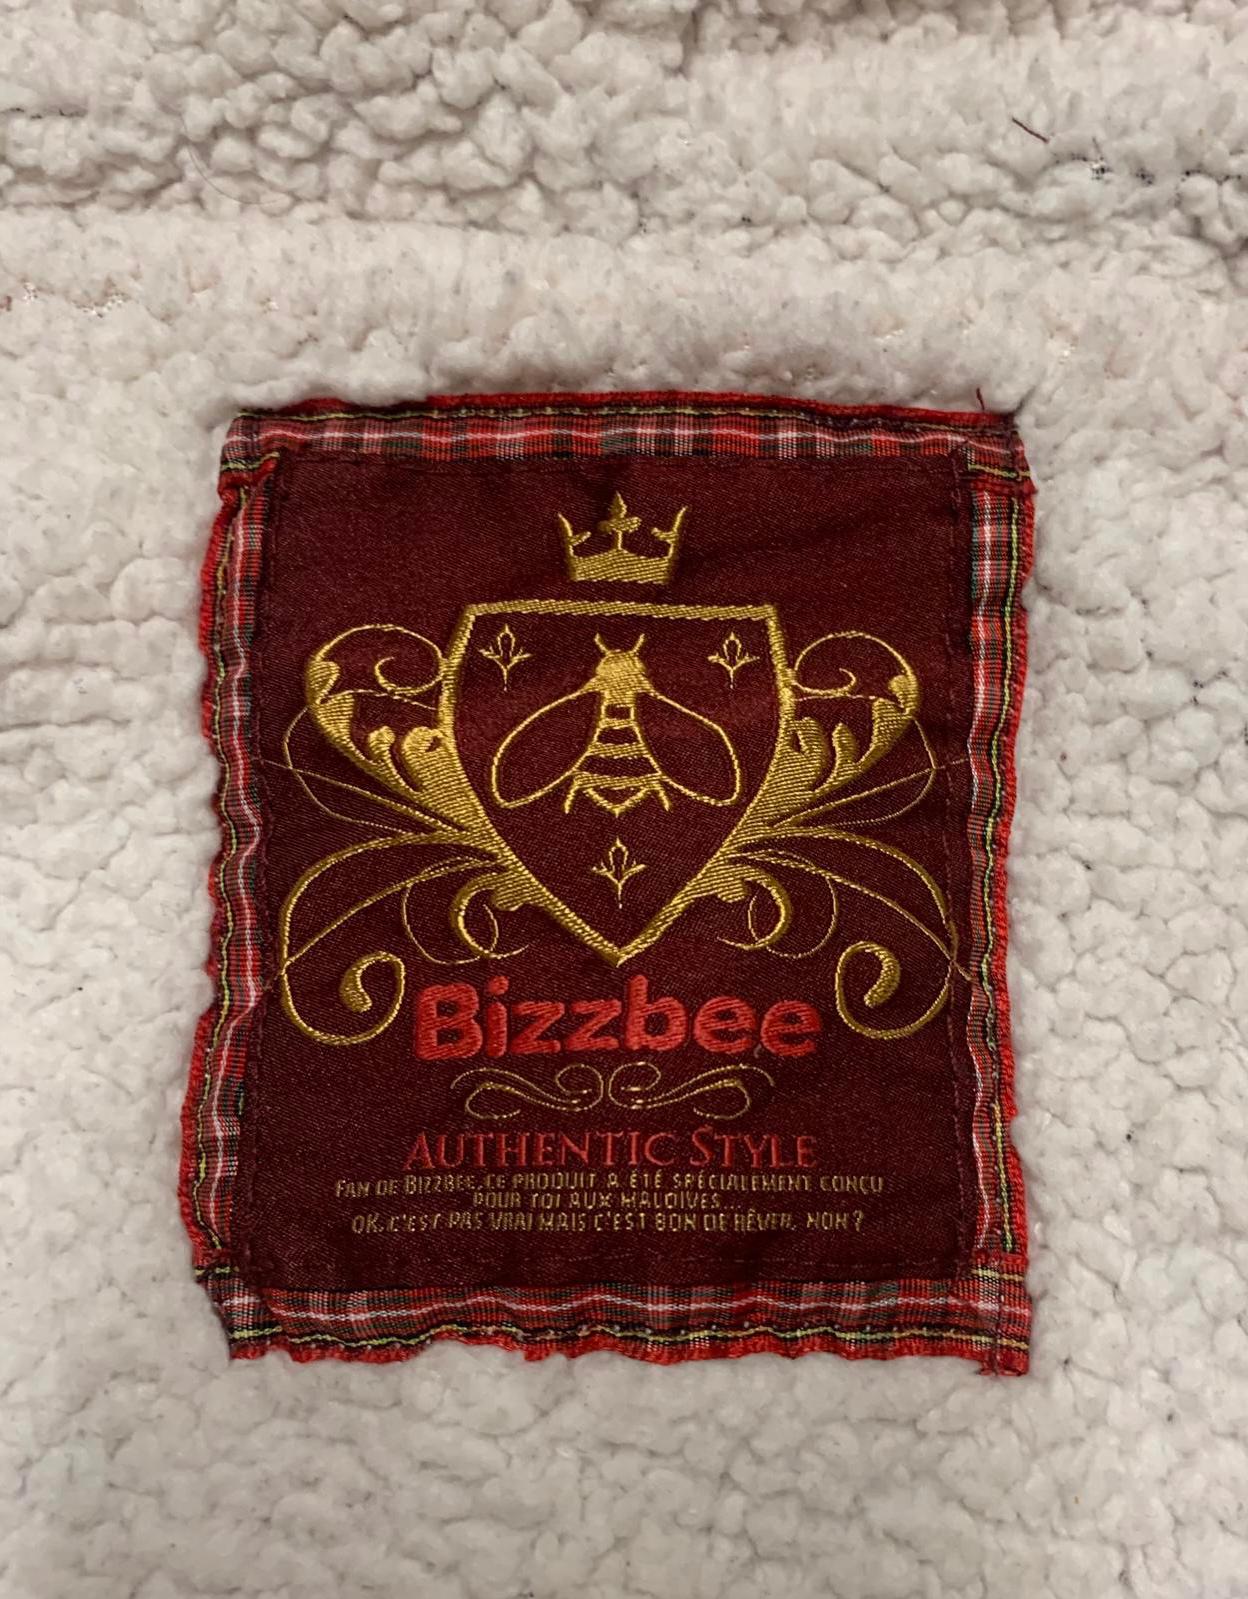 Bizzbee
AUTHENTIC STYLE
FAN DE BIZZBEE, CE PRODUIT A ÉTÉ SPÉCIALEMENT CONÇU
POUR TOI AUX MALDIVES...
OK, C'EST PAS VRAI MAIS C'EST BON DE RÊVER, NON ?